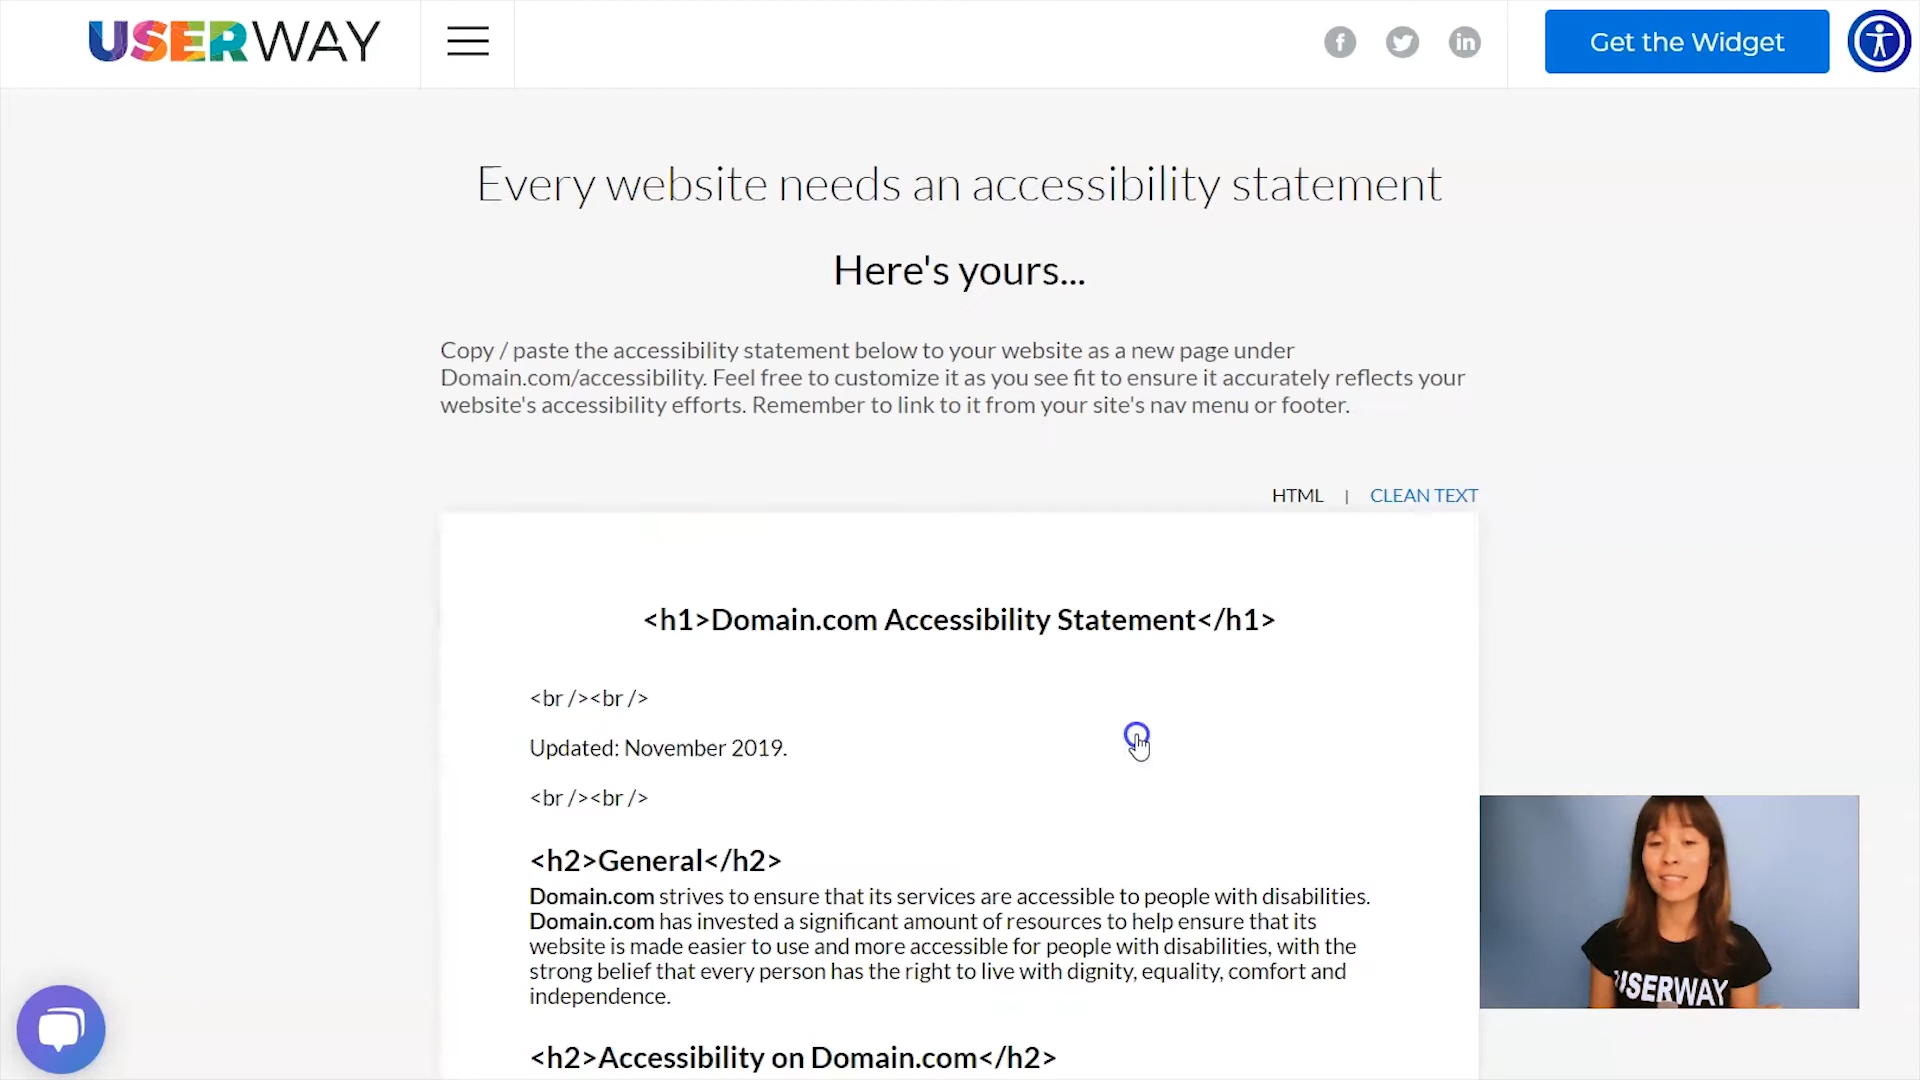 USERWAY
Get the Widget
Every website needs an accessibility statement
Here's yours...
Copy / paste the accessibility statement below to your website as a new page under
Domain.com/accessibility. Feel free to customize it as you see fit to ensure it accurately reflects your
website's accessibility efforts. Remember to link to it from your site's nav menu or footer.
HTML | CLEAN TEXT
<h1>Domain.com Accessibility Statement</h1>
<br /><br />
Updated: November 2019.
<br /><br />
<h2>General</h2>
Domain.com strives to ensure that its services are accessible to people with disabilities.
Domain.com has invested a significant amount of resources to help ensure that its
website is made easier to use and more accessible for people with disabilities, with the
strong belief that every person has the right to live with dignity, equality, comfort and
independence.
<h2>Accessibility on Domain.com</h2>
USERWAY